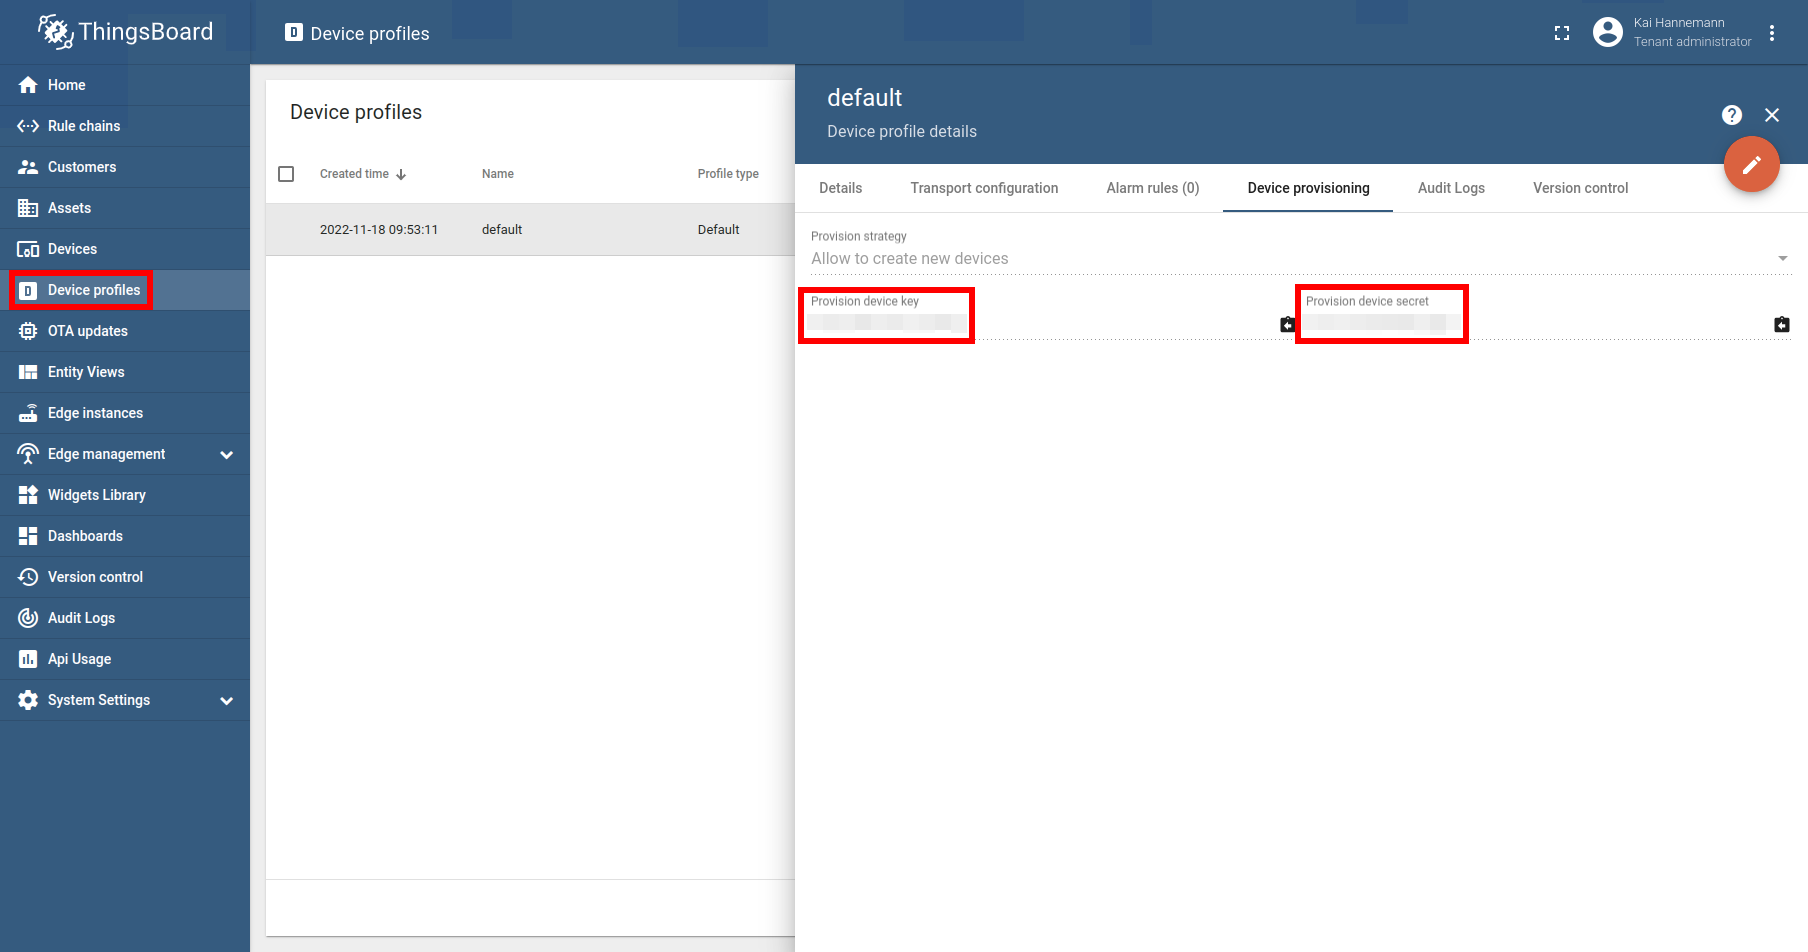 ThingsBoard
Device profiles
Kai Hannemann
Tenant administrator
Home
Rule chains
Customers
Assets
Devices
Device profiles
OTA updates
Entity Views
Edge instances
Edge management
Widgets Library
Dashboards
Version control
Audit Logs
Api Usage
System Settings
Device profiles
Created time Name Profile type
2022-11-18 09:53:11 default Default
default
Device profile details
Details Transport configuration Alarm rules (0) Device provisioning Audit Logs Version control
Provision strategy
Allow to create new devices
Provision device key Provision device secret